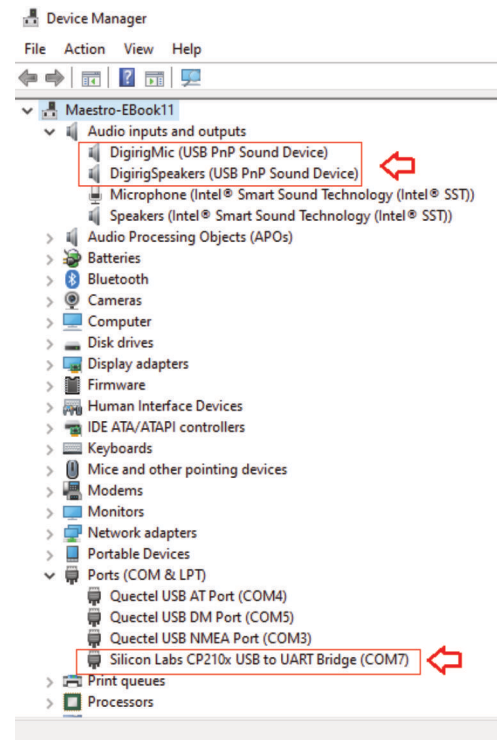 Device Manager
File Action View Help
Maestro-EBook11
Audio inputs and outputs
DigirigMic (USB PnP Sound Device)
DigirigSpeakers (USB PnP Sound Device)
Microphone (Intel® Smart Sound Technology (Intel® SST))
Speakers (Intel® Smart Sound Technology (Intel® SST))
Audio Processing Objects (APOs)
Batteries
Bluetooth
Cameras
Computer
Disk drives
Display adapters
Firmware
Human Interface Devices
IDE ATA/ATAPI controllers
Keyboards
Mice and other pointing devices
Modems
Monitors
Network adapters
Portable Devices
Ports (COM & LPT)
Quectel USB AT Port (COM4)
Quectel USB DM Port (COM5)
Quectel USB NMEA Port (COM3)
Silicon Labs CP210x USB to UART Bridge (COM7)
Print queues
Processors